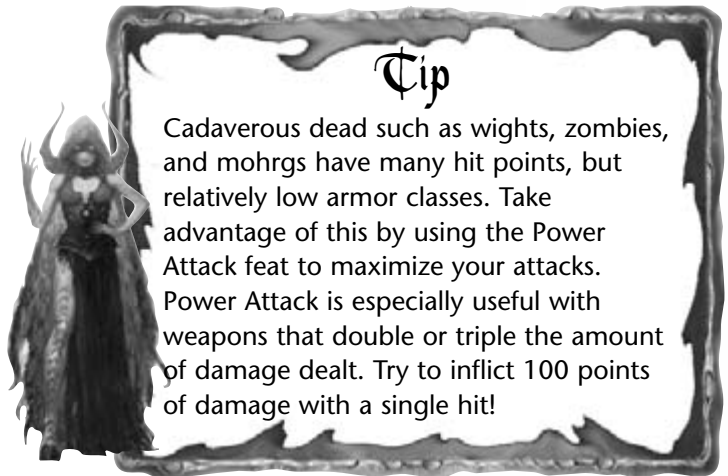 Tip
Cadaverous dead such as wights, zombies,
and mohrgs have many hit points, but
relatively low armor classes. Take
advantage of this by using the Power
Attack feat to maximize your attacks.
Power Attack is especially useful with
weapons that double or triple the amount
of damage dealt. Try to inflict 100 points
of damage with a single hit!